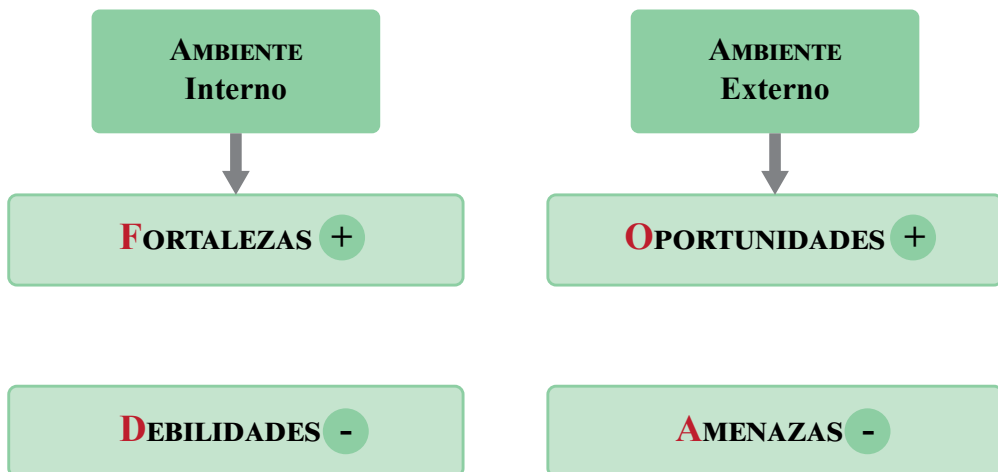 AMBIENTE
Interno
AMBIENTE
Externo
FORTALEZAS +
OPORTUNIDADES +
DEBILIDADES -
AMENAZAS -